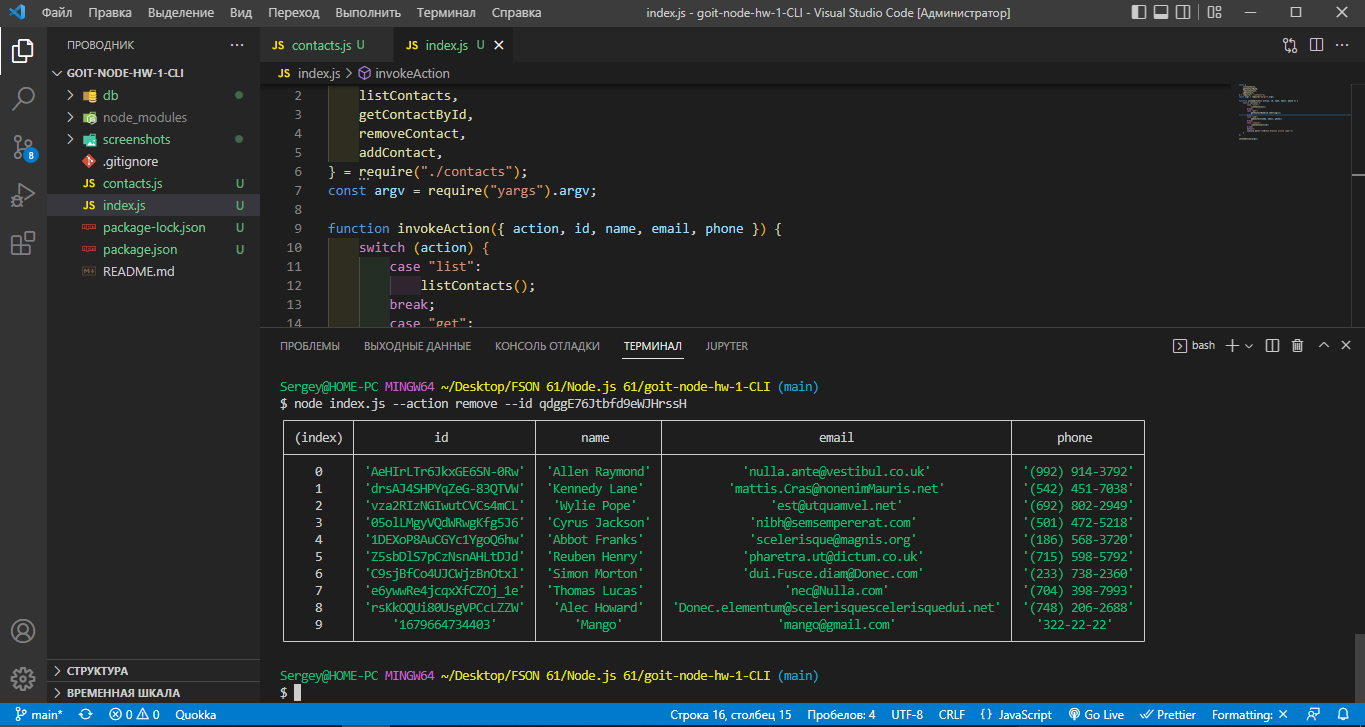 Файл Правка Выделение Вид Переход Выполнить Терминал Справка index.js - goit-node-hw-1-CLI - Visual Studio Code [Администратор]
ПРОВОДНИК
GOIT-NODE-HW-1-CLI
db
node_modules
screenshots
.gitignore
JS contacts.js U
JS index.js U
package-lock.json U
package.json U
README.md
СТРУКТУРА
ВРЕМЕННАЯ ШКАЛА
8
JS contacts.js U JS index.js U
JS index.js > invokeAction
2 listContacts,
3 getContactById,
4 removeContact,
5 addContact,
6 } = require("./contacts");
7 const argv = require("yargs").argv;
8
9 function invokeAction({ action, id, name, email, phone }) {
10 switch (action) {
11 case "list":
12 listContacts();
13 break;
14 case "get":
ПРОБЛЕМЫ ВЫХОДНЫЕ ДАННЫЕ КОНСОЛЬ ОТЛАДКИ ТЕРМИНАЛ JUPYTER bash
Sergey@HOME-PC MINGW64 ~/Desktop/FSON 61/Node.js 61/goit-node-hw-1-CLI (main)
$ node index.js --action remove --id qdggE76Jtbfd9eWJHrssH
(index) id name email phone
0 'AeHIrLTr6JkxGE6SN-0Rw' 'Allen Raymond' 'nulla.ante@vestibul.co.uk' '(992) 914-3792'
1 'drsAJ4SHPYqZeG-83QTVW' 'Kennedy Lane' 'mattis.Cras@nonenimMauris.net' '(542) 451-7038'
2 'vza2RIzNGIwutCVCs4mCL' 'Wylie Pope' 'est@utquamvel.net' '(692) 802-2949'
3 '05olLMgyVQdWRwgKfg5J6' 'Cyrus Jackson' 'nibh@semsempererat.com' '(501) 472-5218'
4 '1DEXoP8AuCGYc1YgoQ6hw' 'Abbot Franks' 'scelerisque@magnis.org' '(186) 568-3720'
5 'Z5sbDlS7pCzNsnAHLtDJd' 'Reuben Henry' 'pharetra.ut@dictum.co.uk' '(715) 598-5792'
6 'C9sjBfCo4UJCWjzBnOtxl' 'Simon Morton' 'dui.Fusce.diam@Donec.com' '(233) 738-2360'
7 'e6ywwRe4jcqxXfCZOj_1e' 'Thomas Lucas' 'nec@Nulla.com' '(704) 398-7993'
8 'rsKkOQUi80UsgVPCcLZZW' 'Alec Howard' 'Donec.elementum@scelerisquescelerisquedui.net' '(748) 206-2688'
9 '1679664734403' 'Mango' 'mango@gmail.com' '322-22-22'
Sergey@HOME-PC MINGW64 ~/Desktop/FSON 61/Node.js 61/goit-node-hw-1-CLI (main)
$
main* 0 0 Quokka Строка 16, столбец 15 Пробелов: 4 UTF-8 CRLF {} JavaScript Go Live Prettier Formatting: ×